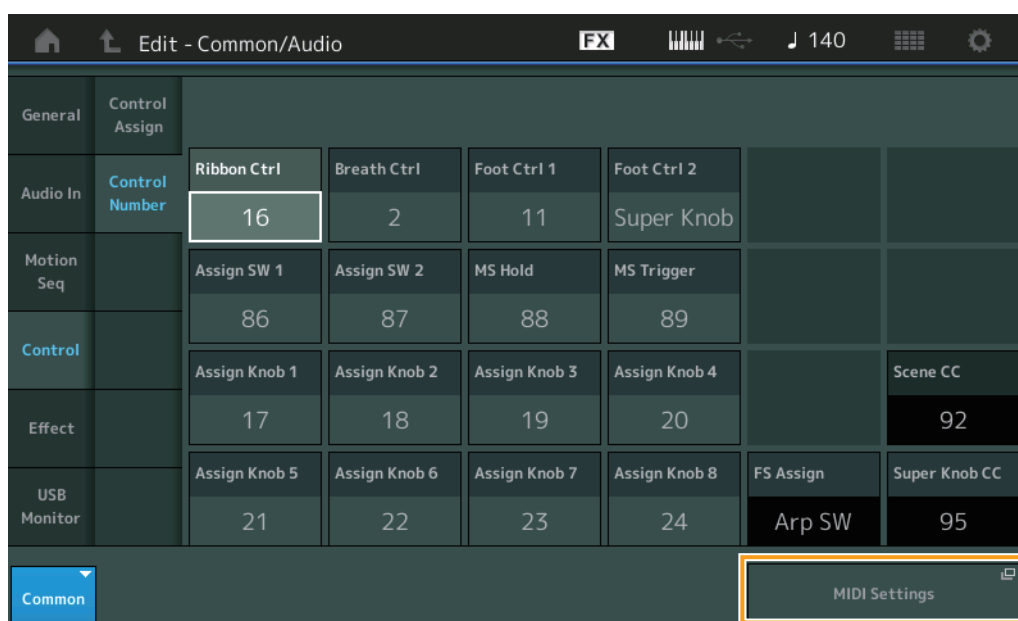 Edit - Common/Audio FX ♩ 140
General
Control
Assign
Audio In
Control
Number
Motion
Seq
Control
Effect
USB
Monitor
Ribbon Ctrl Breath Ctrl Foot Ctrl 1 Foot Ctrl 2
16 2 11 Super Knob
Assign SW 1 Assign SW 2 MS Hold MS Trigger
86 87 88 89
Assign Knob 1 Assign Knob 2 Assign Knob 3 Assign Knob 4 Scene CC
17 18 19 20 92
Assign Knob 5 Assign Knob 6 Assign Knob 7 Assign Knob 8 FS Assign Super Knob CC
21 22 23 24 Arp SW 95
Common MIDI Settings